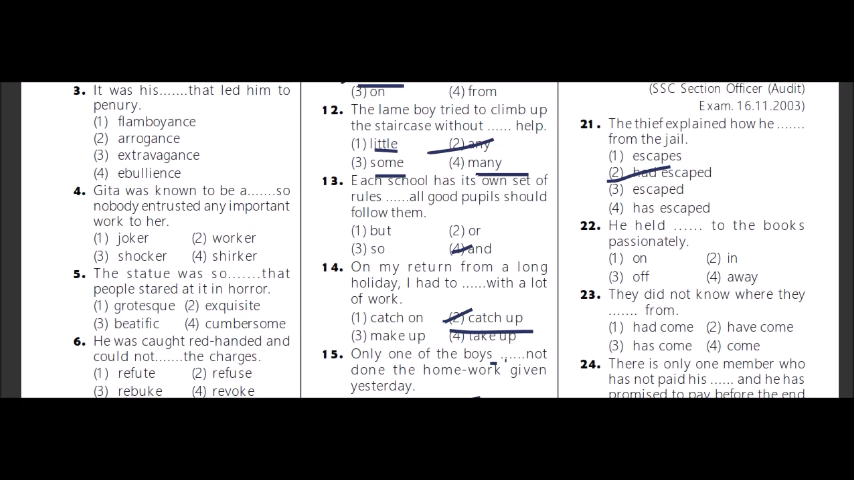 3. It was his.......that led him to
penury.
(1) flamboyance
(2) arrogance
(3) extravagance
(4) ebullience
4. Gita was known to be a.......so
nobody entrusted any important
work to her.
(1) joker (2) worker
(3) shocker (4) shirker
5. The statue was so.......that
people stared at it in horror.
(1) grotesque (2) exquisite
(3) beatific (4) cumbersome
6. He was caught red-handed and
could not.......the charges.
(1) refute (2) refuse
(3) rebuke (4) revoke
(3) on (4) from
12. The lame boy tried to climb up
the staircase without ...... help.
(1) little (2) any
(3) some (4) many
13. Each school has its own set of
rules ......all good pupils should
follow them.
(1) but (2) or
(3) so (4) and
14. On my return from a long
holiday, I had to ......with a lot
of work.
(1) catch on (2) catch up
(3) make up (4) take up
15. Only one of the boys ......not
done the home-work given
yesterday.
(SSC Section Officer (Audit)
Exam. 16.11.2003)
21. The thief explained how he .......
from the jail.
(1) escapes
(2) had escaped
(3) escaped
(4) has escaped
22. He held ...... to the books
passionately.
(1) on (2) in
(3) off (4) away
23. They did not know where they
....... from.
(1) had come (2) have come
(3) has come (4) come
24. There is only one member who
has not paid his ...... and he has
promised to pay before the end